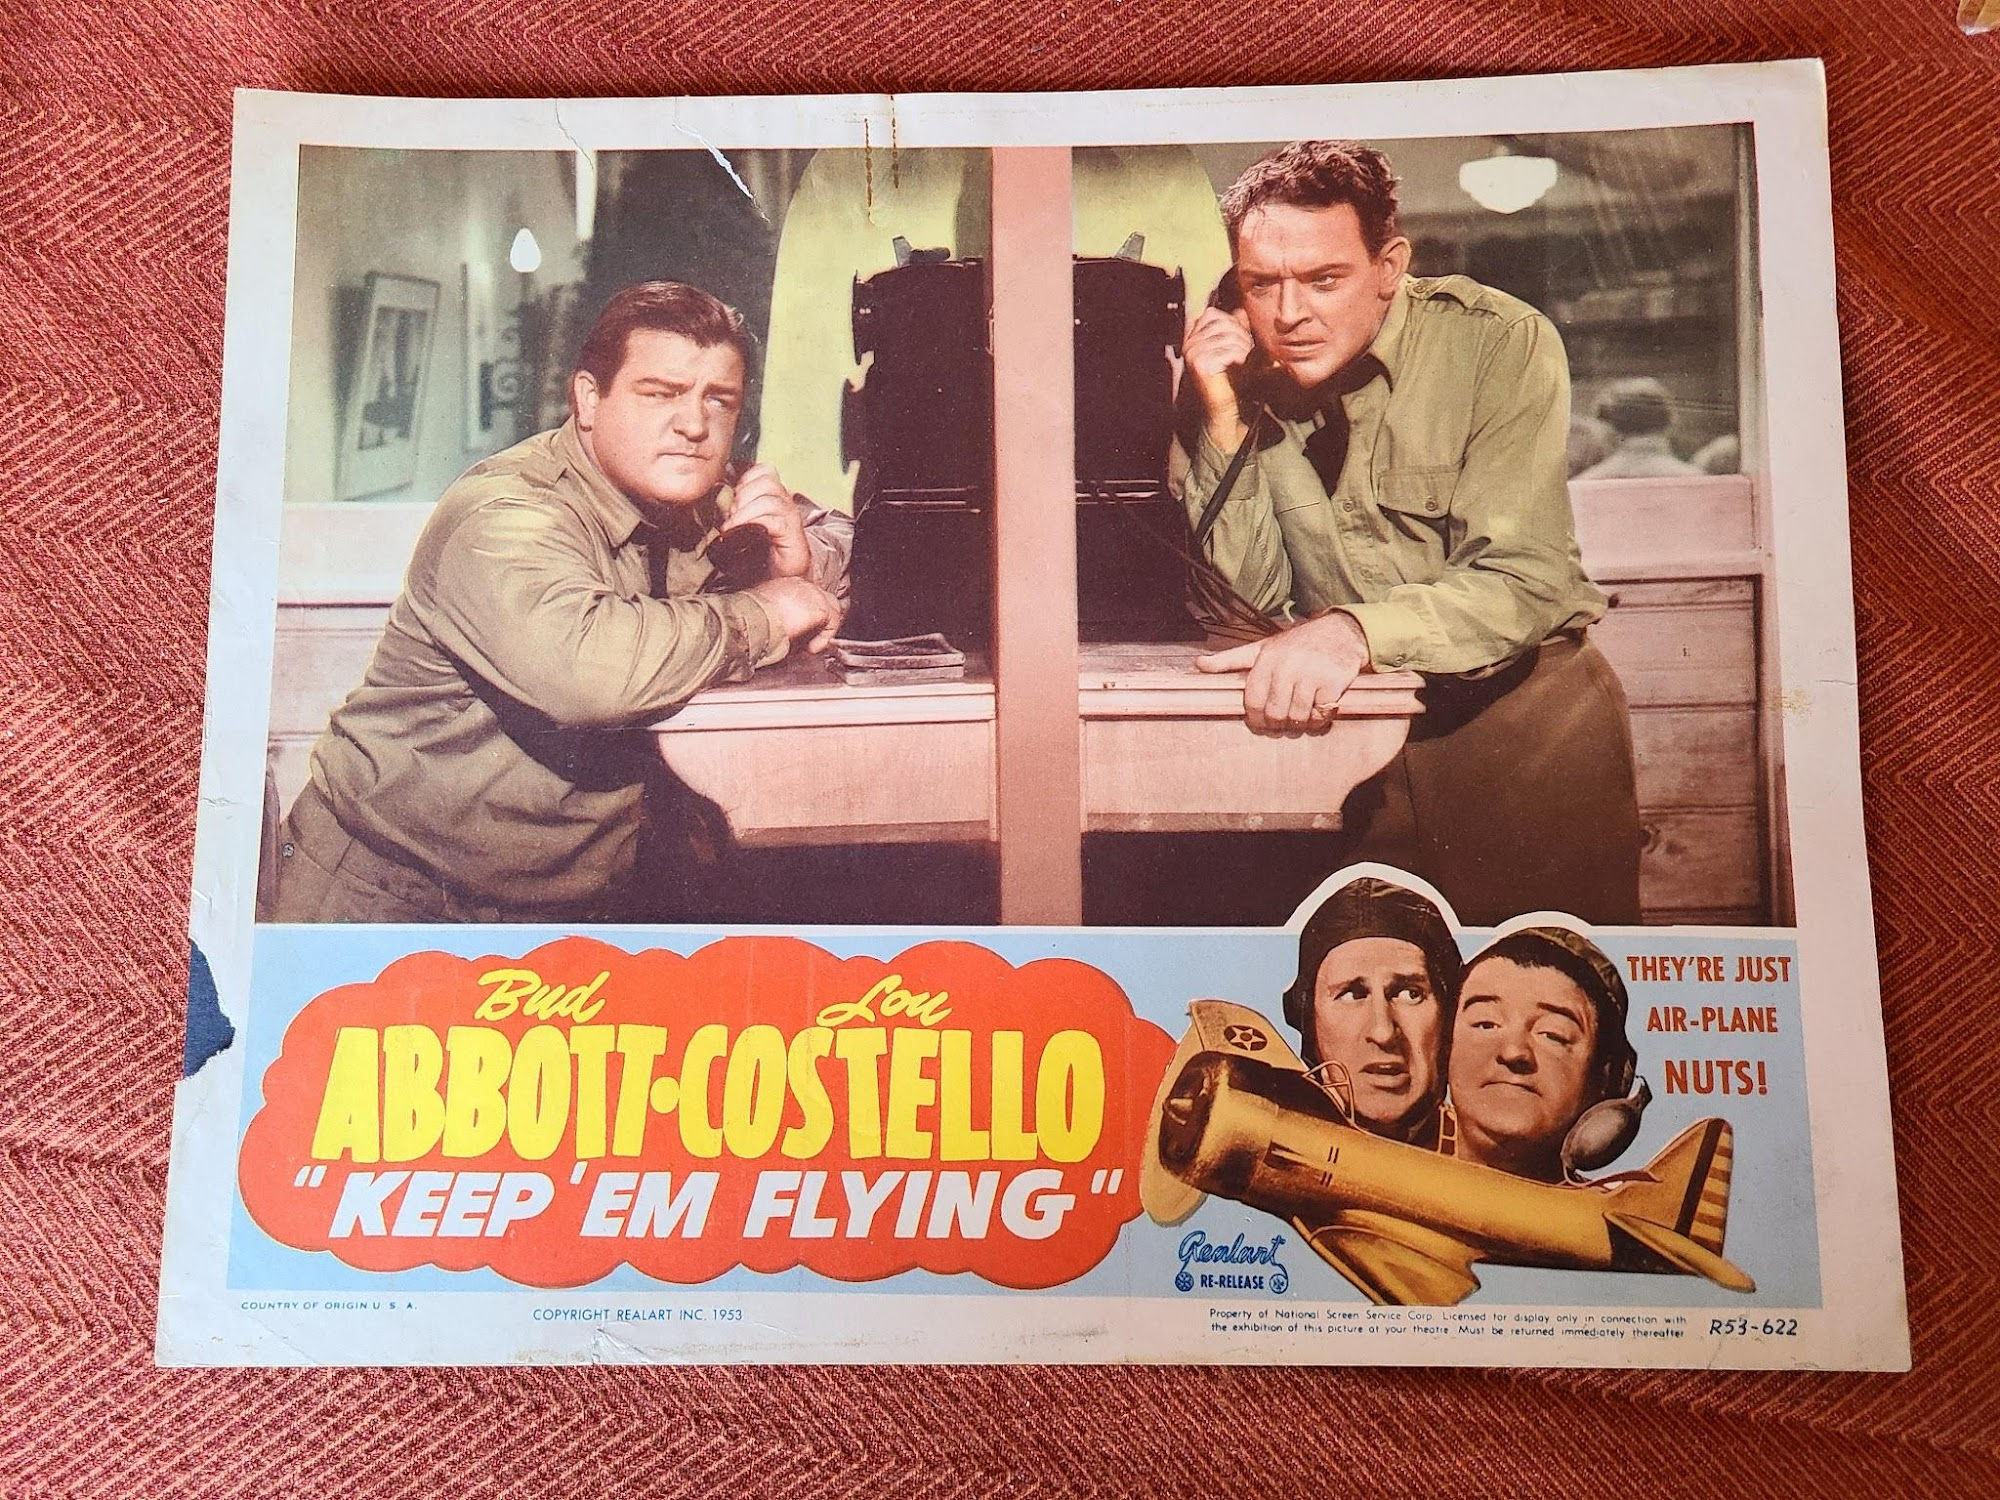 Bud Lou
ABBOTT·COSTELLO
"KEEP 'EM FLYING"
THEY'RE JUST
AIR-PLANE
NUTS!
Realart
RE-RELEASE
COUNTRY OF ORIGIN U. S. A.
COPYRIGHT REALART INC. 1953
Property of National Screen Service Corp. Licensed for display only in connection with
the exhibition of this picture at your theatre. Must be returned immediately thereafter
R53-622